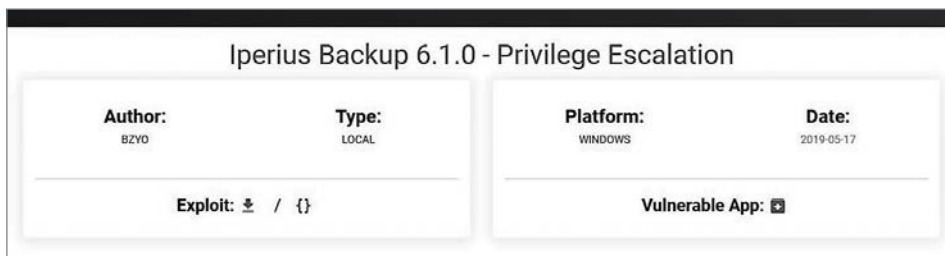 Iperius Backup 6.1.0 - Privilege Escalation
Author:
BZYO
Type:
LOCAL
Platform:
WINDOWS
Date:
2019-05-17
Exploit: / {}
Vulnerable App: